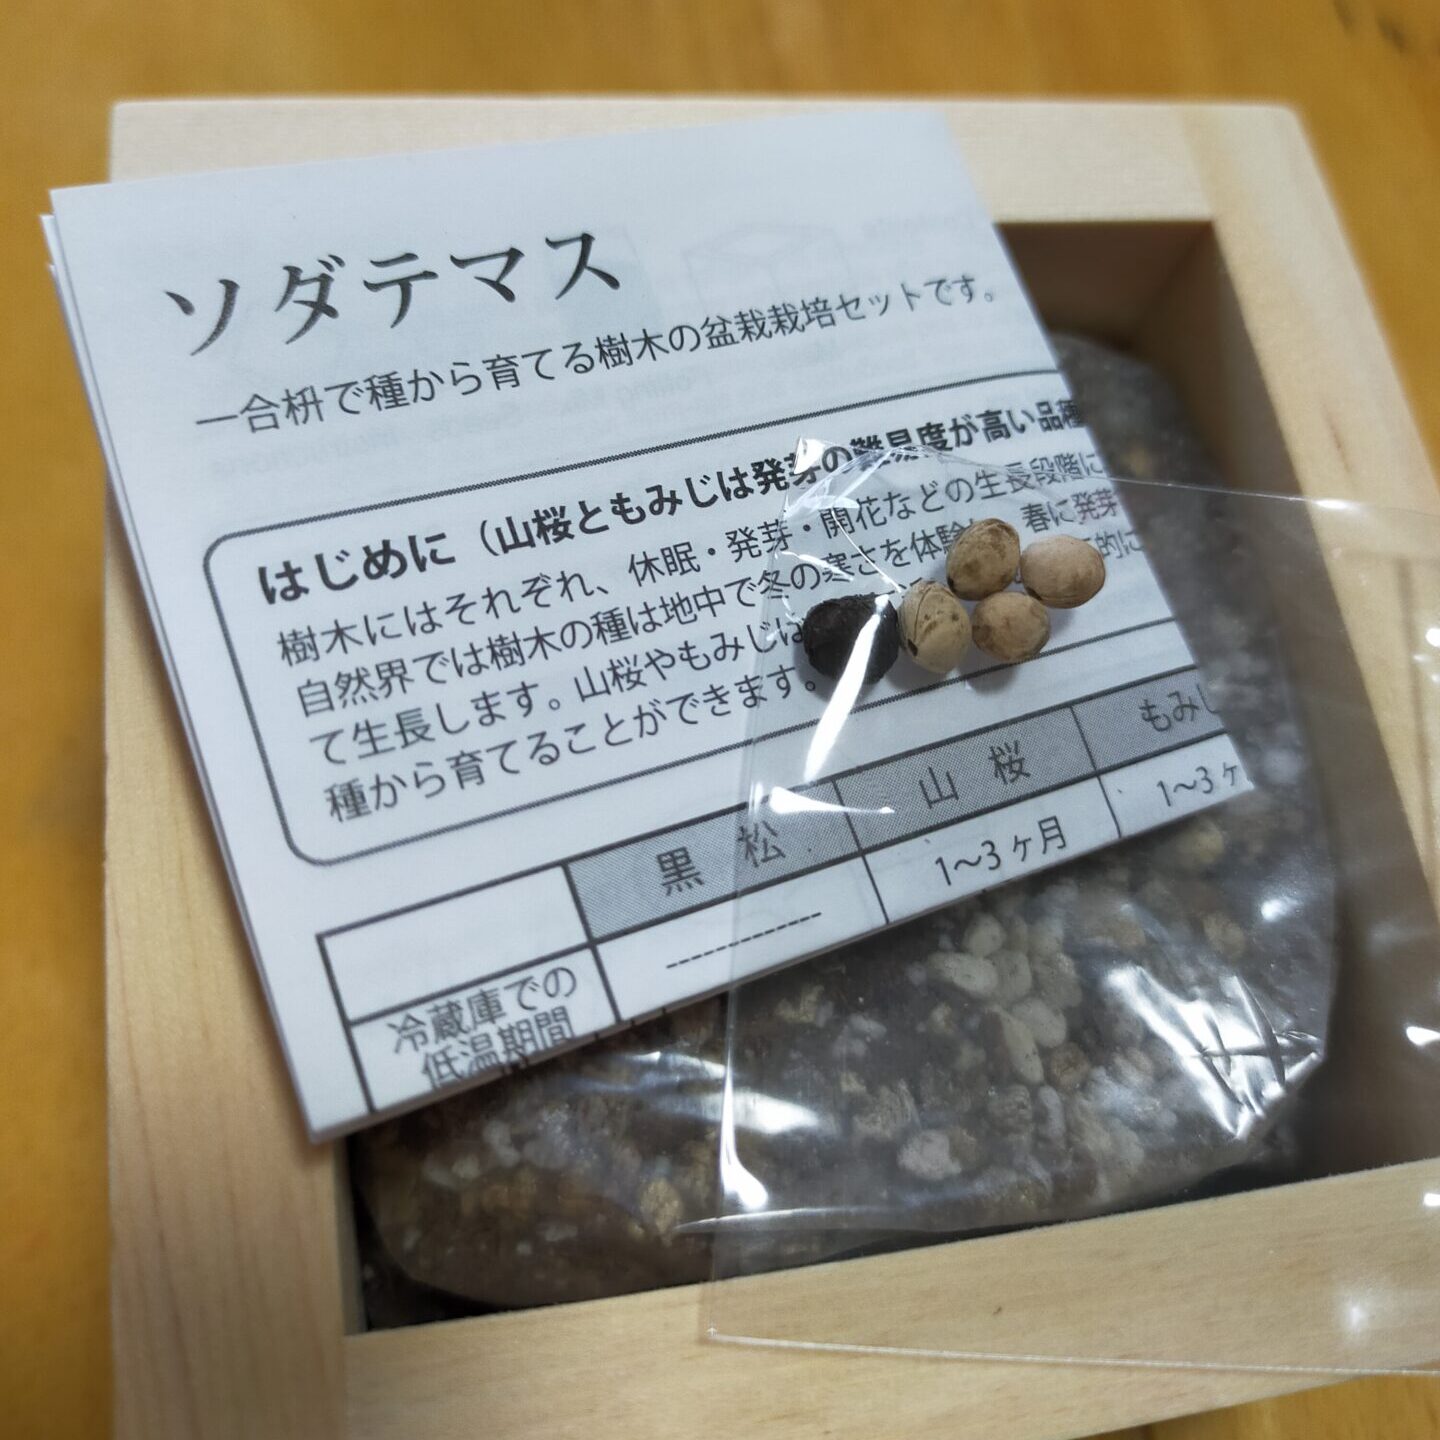 ソダテマス
一合枡で種から育てる樹木の盆栽栽培セットです。
はじめに（山桜ともみじは発芽の難易度が高い品種
樹木にはそれぞれ、休眠・発芽・開花などの生長段階に
自然界では樹木の種は地中で冬の寒さを体験し、春に発芽
て生長します。山桜やもみじは 的に
種から育てることができます。
黒 松 山 桜 もみじ
冷蔵庫での ---------- 1〜3ヶ月 1〜3ヶ
低温期間